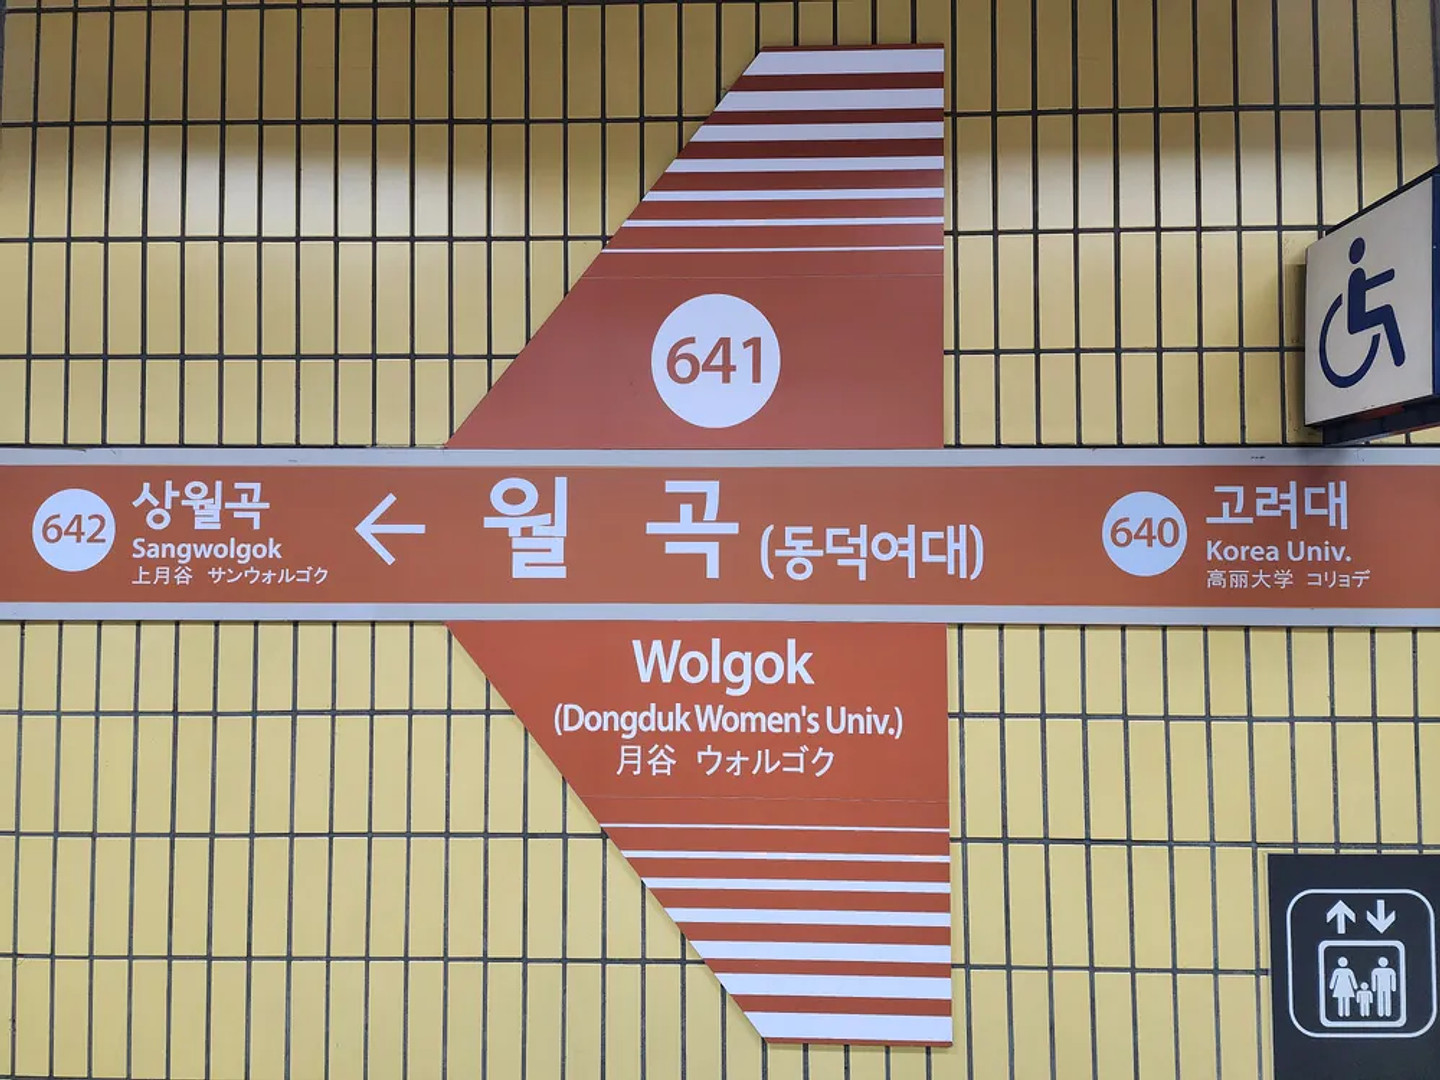 641
642
상월곡
Sangwolgok
上月谷 サンウォルゴク
←
월 곡 (동덕여대)
640
고려대
Korea Univ.
高丽大学 コリョデ
Wolgok
(Dongduk Women's Univ.)
月谷 ウォルゴク